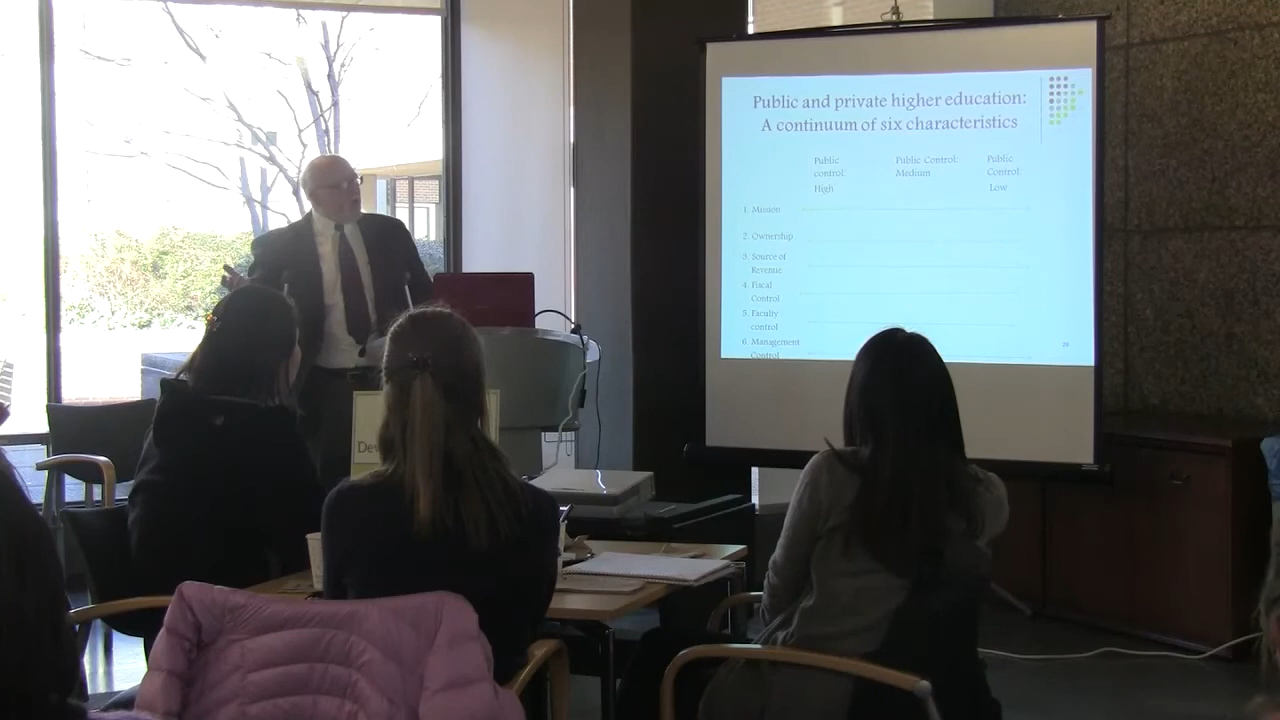 Public and private higher education:
A continuum of six characteristics
Public control: High
Public Control: Medium
Public Control Low
1. Mission
2. Ownership
3. Source of
Revenue
4. Fiscal
Control
5. Faculty
control
6. Management
Control
29